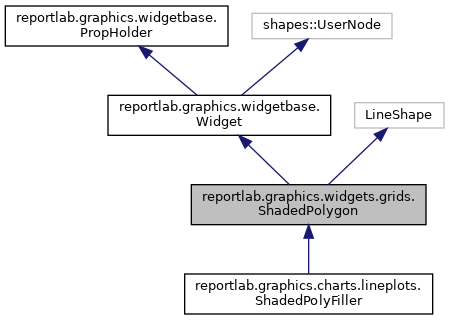 reportlab.graphics.widgetbase.
PropHolder
shapes::UserNode
reportlab.graphics.widgetbase.
Widget
LineShape
reportlab.graphics.widgets.grids.
ShadedPolygon
reportlab.graphics.charts.lineplots.
ShadedPolyFiller